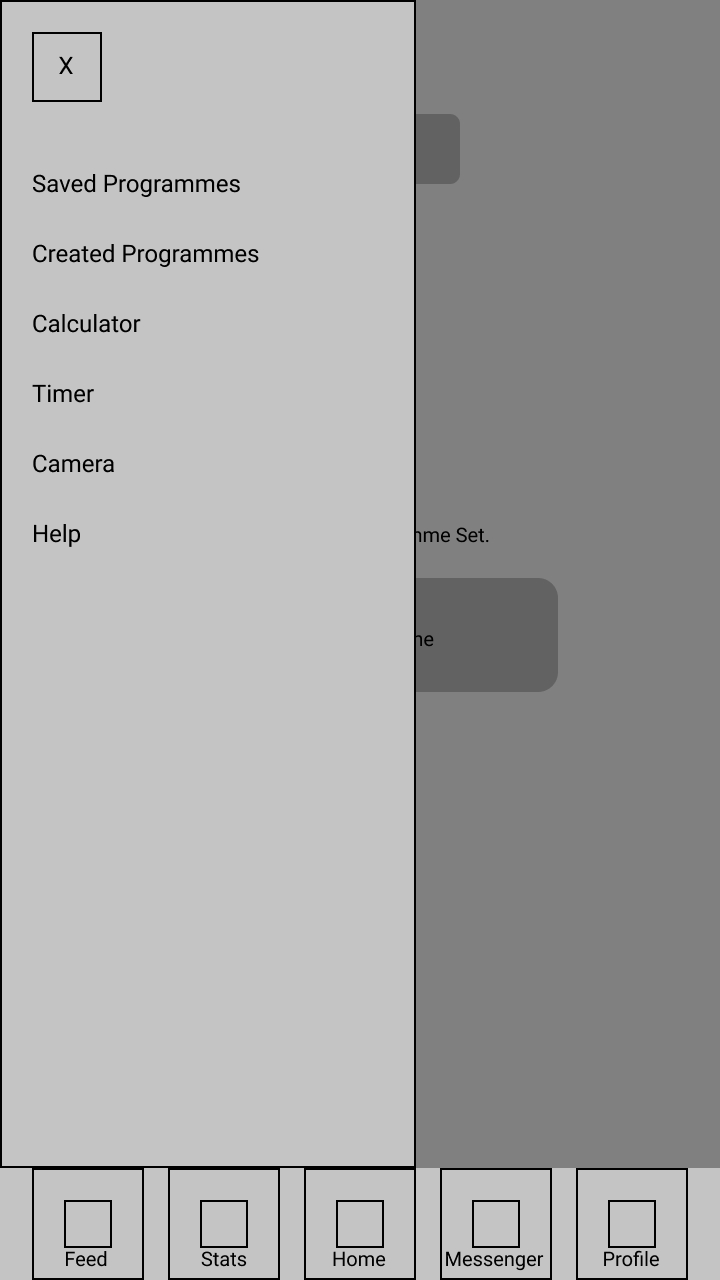 X
Saved Programmes
Created Programmes
Calculator
Timer
Camera
Help
mme Set.
ne
Feed
Stats
Home
Messenger
Profile